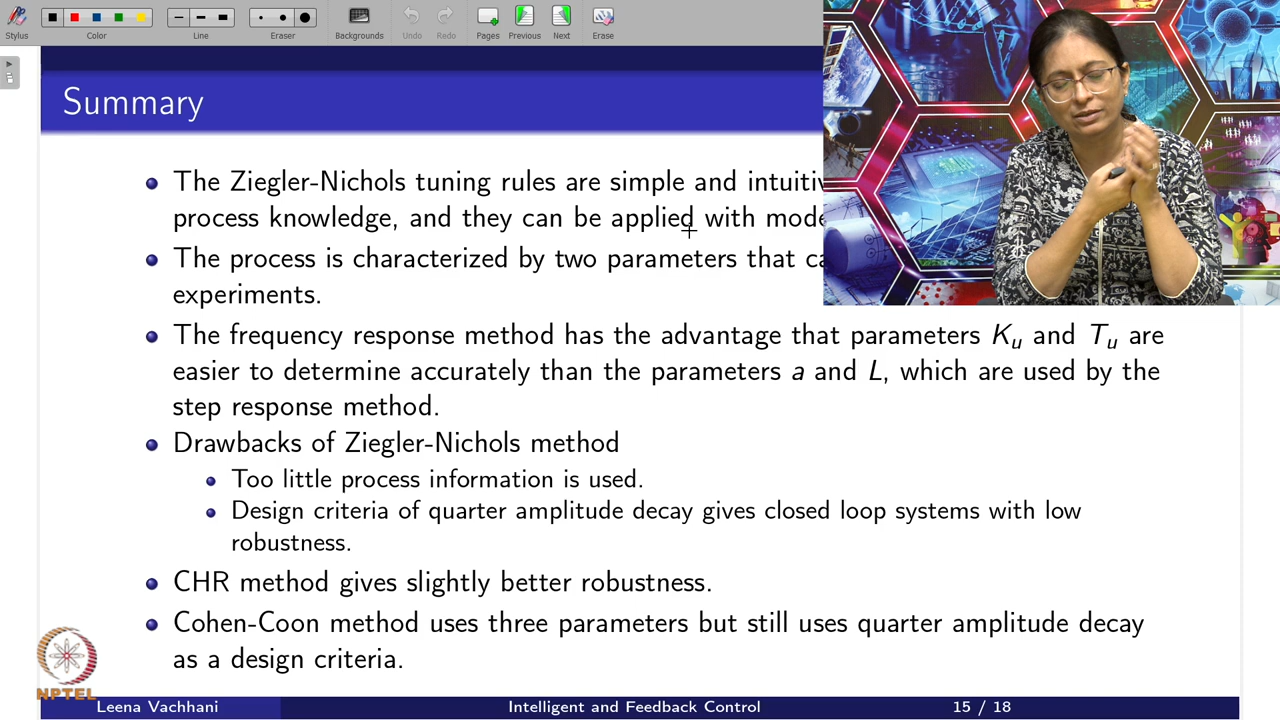 Stylus
Color
Line
Eraser
Backgrounds
Undo
Redo
Pages
Previous
Next
Erase
Summary
The Ziegler-Nichols tuning rules are simple and
process knowledge, and they can be applied with
The process is characterized by two parameters that
experiments.
The frequency response method has the advantage that parameters Ku and Tu are
easier to determine accurately than the parameters a and L, which are used by the
step response method.
Drawbacks of Ziegler-Nichols method
Too little process information is used.
Design criteria of quarter amplitude decay gives closed loop systems with low
robustness.
CHR method gives slightly better robustness.
Cohen-Coon method uses three parameters but still uses quarter amplitude decay
as a design criteria.
NPTEL
Leena Vachhani
Intelligent and Feedback Control
15 / 18